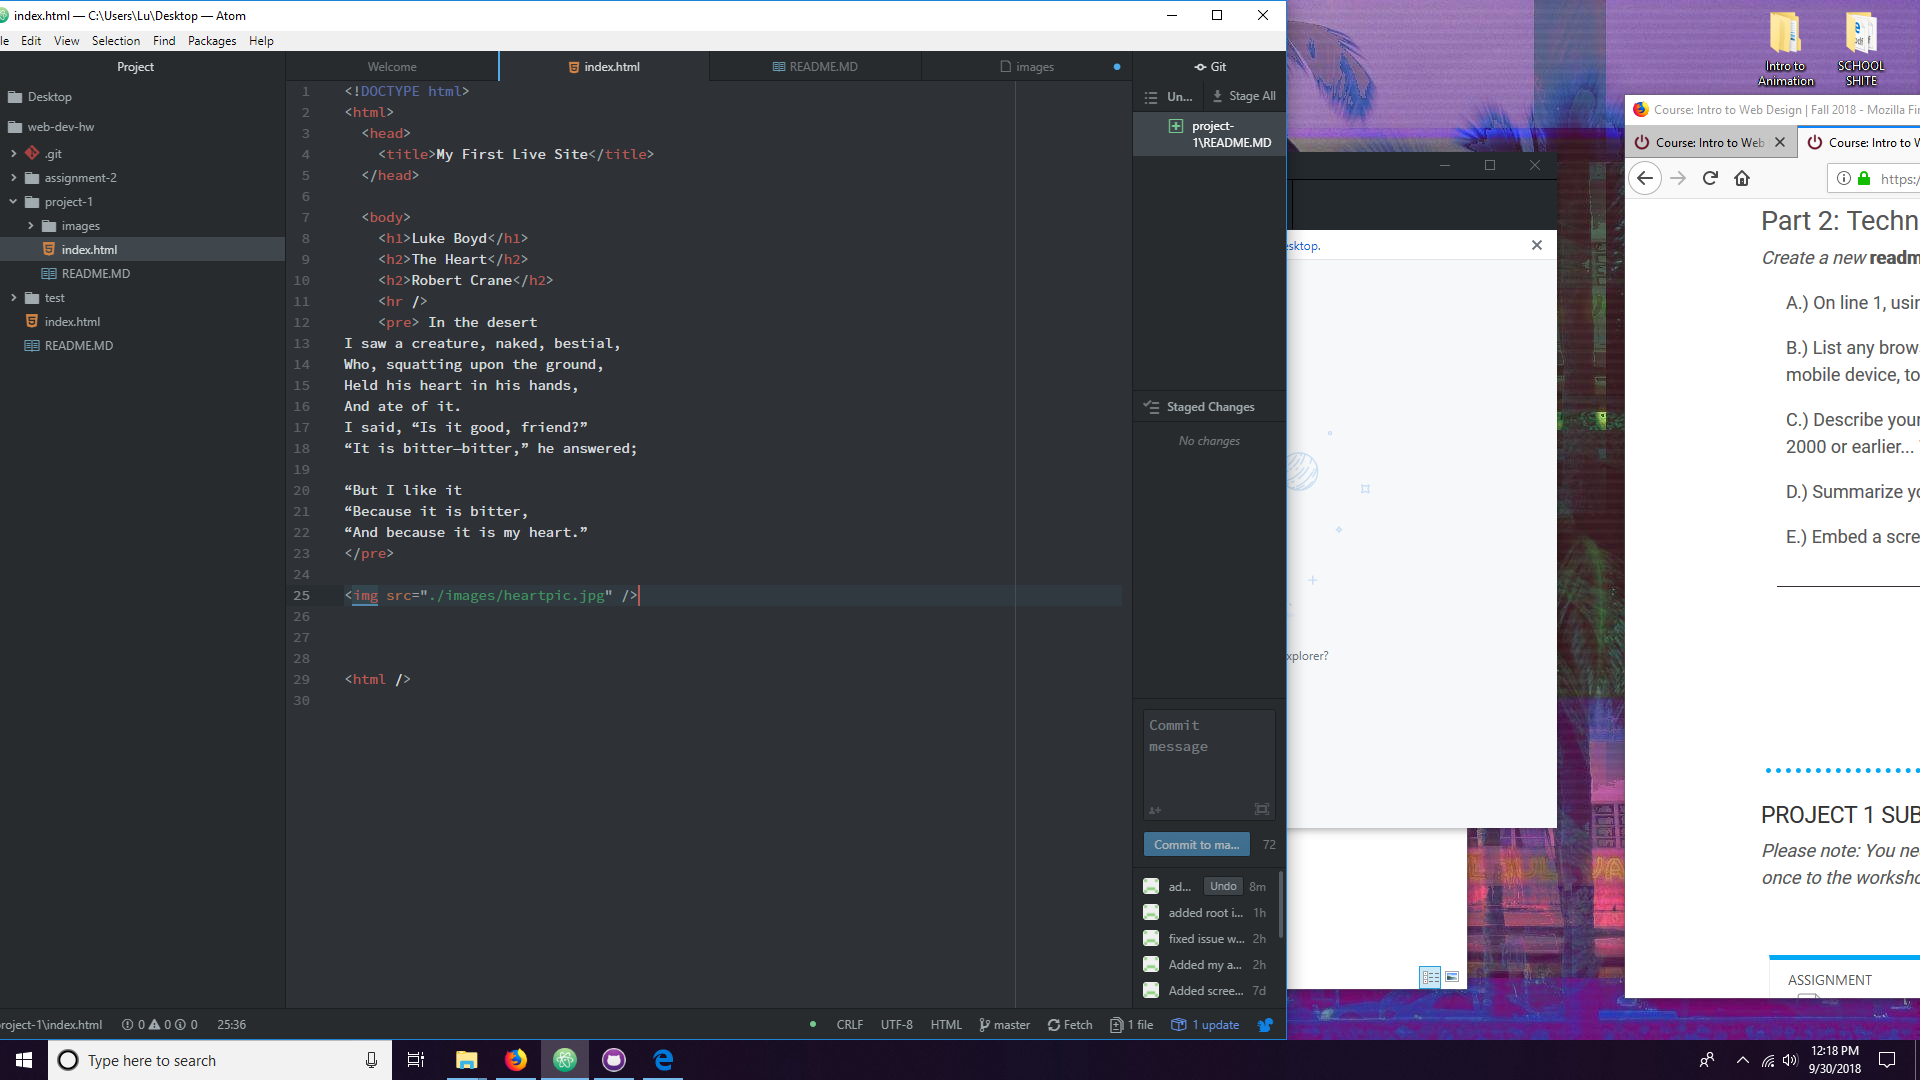 index.html — C:\Users\Lu\Desktop — Atom
le Edit View Selection Find Packages Help
Project
Desktop
web-dev-hw
.git
assignment-2
project-1
images
index.html
README.MD
test
index.html
README.MD
Welcome
index.html
README.MD
images
1 <!DOCTYPE html>
2 <html>
3 <head>
4 <title>My First Live Site</title>
5 </head>
6
7 <body>
8 <h1>Luke Boyd</h1>
9 <h2>The Heart</h2>
10 <h2>Robert Crane</h2>
11 <hr />
12 <pre> In the desert
13 I saw a creature, naked, bestial,
14 Who, squatting upon the ground,
15 Held his heart in his hands,
16 And ate of it.
17 I said, “Is it good, friend?”
18 “It is bitter—bitter,” he answered;
19
20 “But I like it
21 “Because it is bitter,
22 “And because it is my heart.”
23 </pre>
24
25 <img src="./images/heartpic.jpg" />
26
27
28
29 <html />
30
Git
Un... Stage All
project-
1\README.MD
Staged Changes
No changes
Commit
message
Commit to ma... 72
ad... Undo 8m
added root i... 1h
fixed issue w... 2h
Added my a... 2h
Added scree... 7d
roject-1\index.html 0 0 0 25:36
CRLF UTF-8 HTML master Fetch 1 file 1 update
esktop.
xplorer?
Intro to
Animation
SCHOOL
SHITE
Course: Intro to Web Design | Fall 2018 - Mozilla Fi
Course: Intro to Web
Course: Intro to W
https:/
Part 2: Techn
Create a new readm
A.) On line 1, usin
B.) List any brow
mobile device, to
C.) Describe your
2000 or earlier...
D.) Summarize yo
E.) Embed a scre
PROJECT 1 SUB
Please note: You ne
once to the worksho
ASSIGNMENT
Type here to search
12:18 PM
9/30/2018